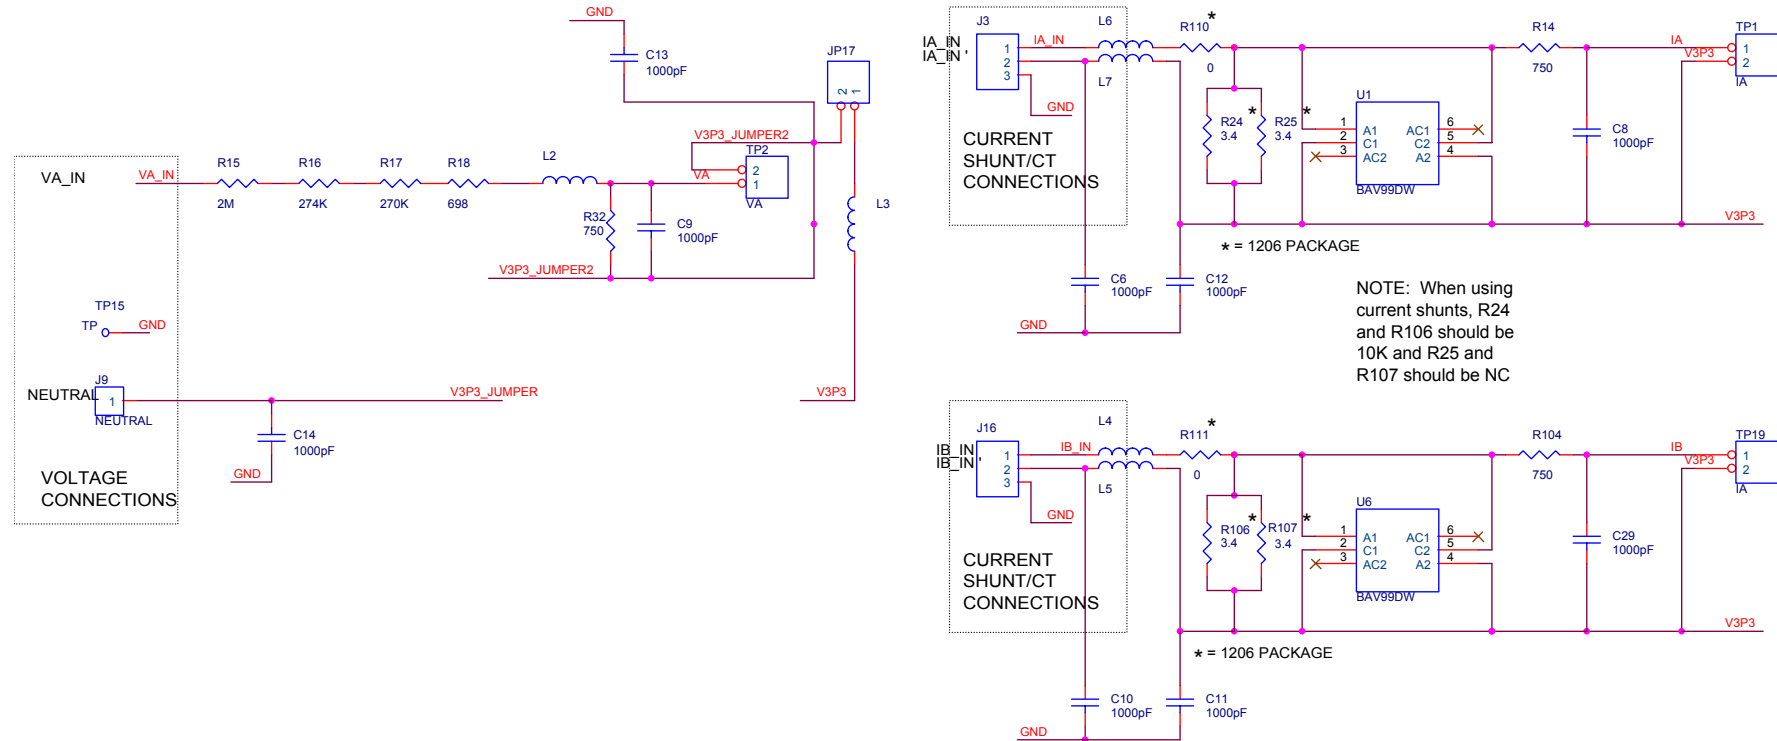 GND
C13
1000pF
JP17
2
1
V3P3_JUMPER2
TP2
2
1
VA
VA
VA_IN
VA_IN
R15
2M
R16
274K
R17
270K
R18
698
L2
R32
750
C9
1000pF
L3
V3P3_JUMPER2
TP15
TP
GND
J9
NEUTRAL
1
NEUTRAL
V3P3_JUMPER
V3P3
C14
1000pF
GND
VOLTAGE
CONNECTIONS
J3
IA_IN
IA_IN '
1
2
3
IA_IN
L6
L7
GND
R110
*
0
CURRENT
SHUNT/CT
CONNECTIONS
R24
3.4
*
R25
3.4
*
U1
1
2
3
A1
C1
AC2
AC1
C2
A2
6
5
4
BAV99DW
R14
750
C8
1000pF
IA
V3P3
TP1
1
2
IA
V3P3
* = 1206 PACKAGE
C6
1000pF
C12
1000pF
GND
NOTE: When using
current shunts, R24
and R106 should be
10K and R25 and
R107 should be NC
J16
IB_IN
IB_IN '
1
2
3
IB_IN
L4
L5
GND
R111
*
0
CURRENT
SHUNT/CT
CONNECTIONS
R106
3.4
*
R107
3.4
*
U6
1
2
3
A1
C1
AC2
AC1
C2
A2
6
5
4
BAV99DW
R104
750
C29
1000pF
IB
V3P3
TP19
1
2
IA
V3P3
* = 1206 PACKAGE
C10
1000pF
C11
1000pF
GND